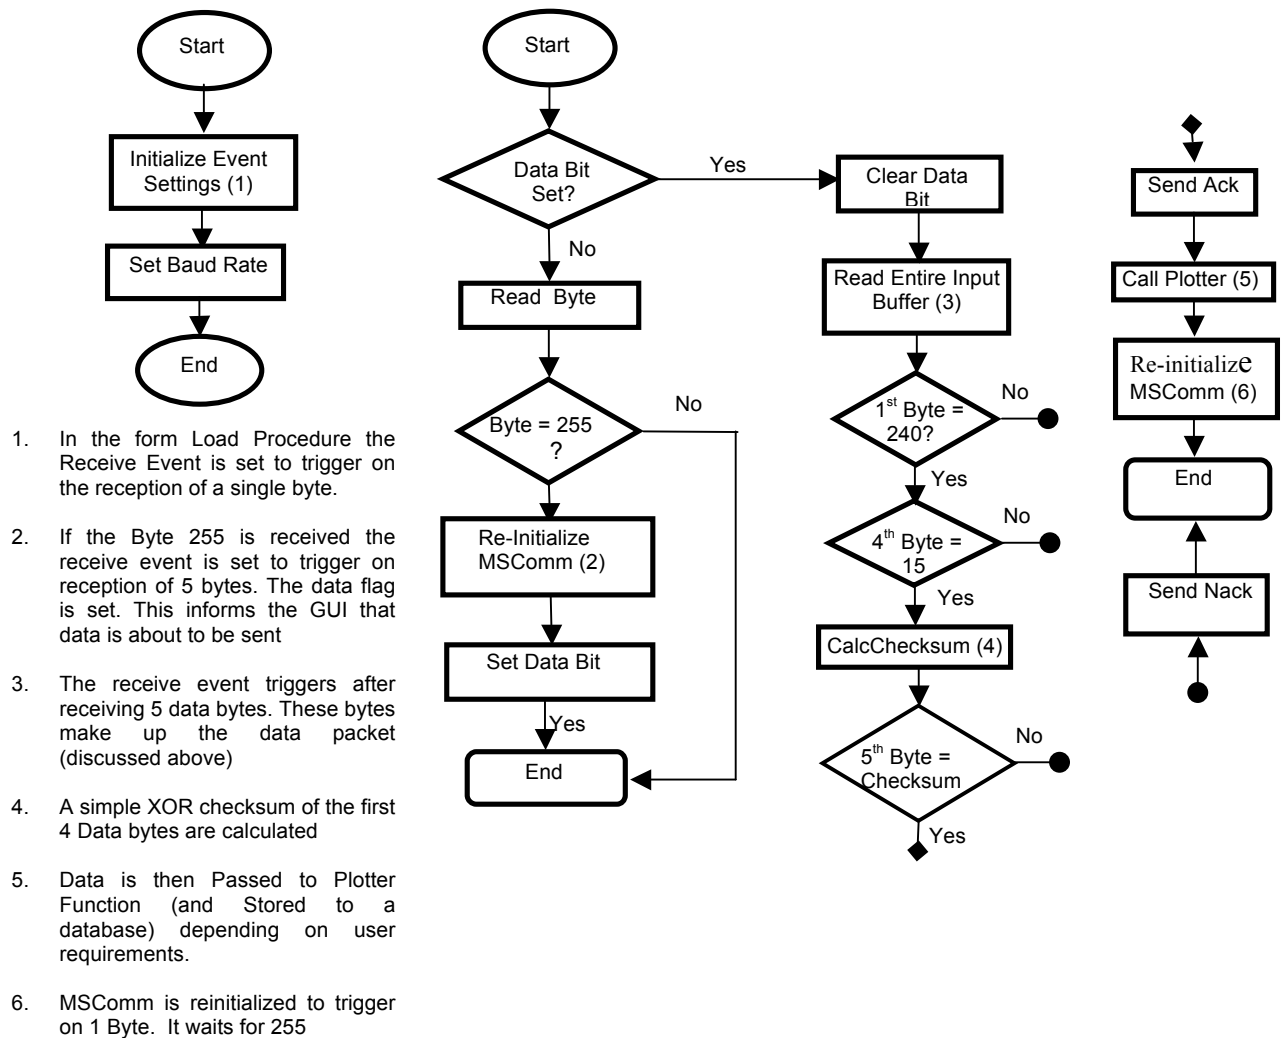 Start
Initialize Event
Settings (1)
Set Baud Rate
End
1. In the form Load Procedure the
Receive Event is set to trigger on
the reception of a single byte.
2. If the Byte 255 is received the
receive event is set to trigger on
reception of 5 bytes. The data flag
is set. This informs the GUI that
data is about to be sent
3. The receive event triggers after
receiving 5 data bytes. These bytes
make up the data packet
(discussed above)
4. A simple XOR checksum of the first
4 Data bytes are calculated
5. Data is then Passed to Plotter
Function (and Stored to a
database) depending on user
requirements.
6. MSComm is reinitialized to trigger
on 1 Byte. It waits for 255
Start
Data Bit
Set?
Yes
No
Read Byte
Byte = 255
?
No
Re-Initialize
MSComm (2)
Set Data Bit
Yes
End
Clear Data
Bit
Read Entire Input
Buffer (3)
1st Byte =
240?
No
Yes
4th Byte =
15
No
Yes
CalcChecksum (4)
5th Byte =
Checksum
No
Yes
Send Ack
Call Plotter (5)
Re-initialize
MSComm (6)
End
Send Nack